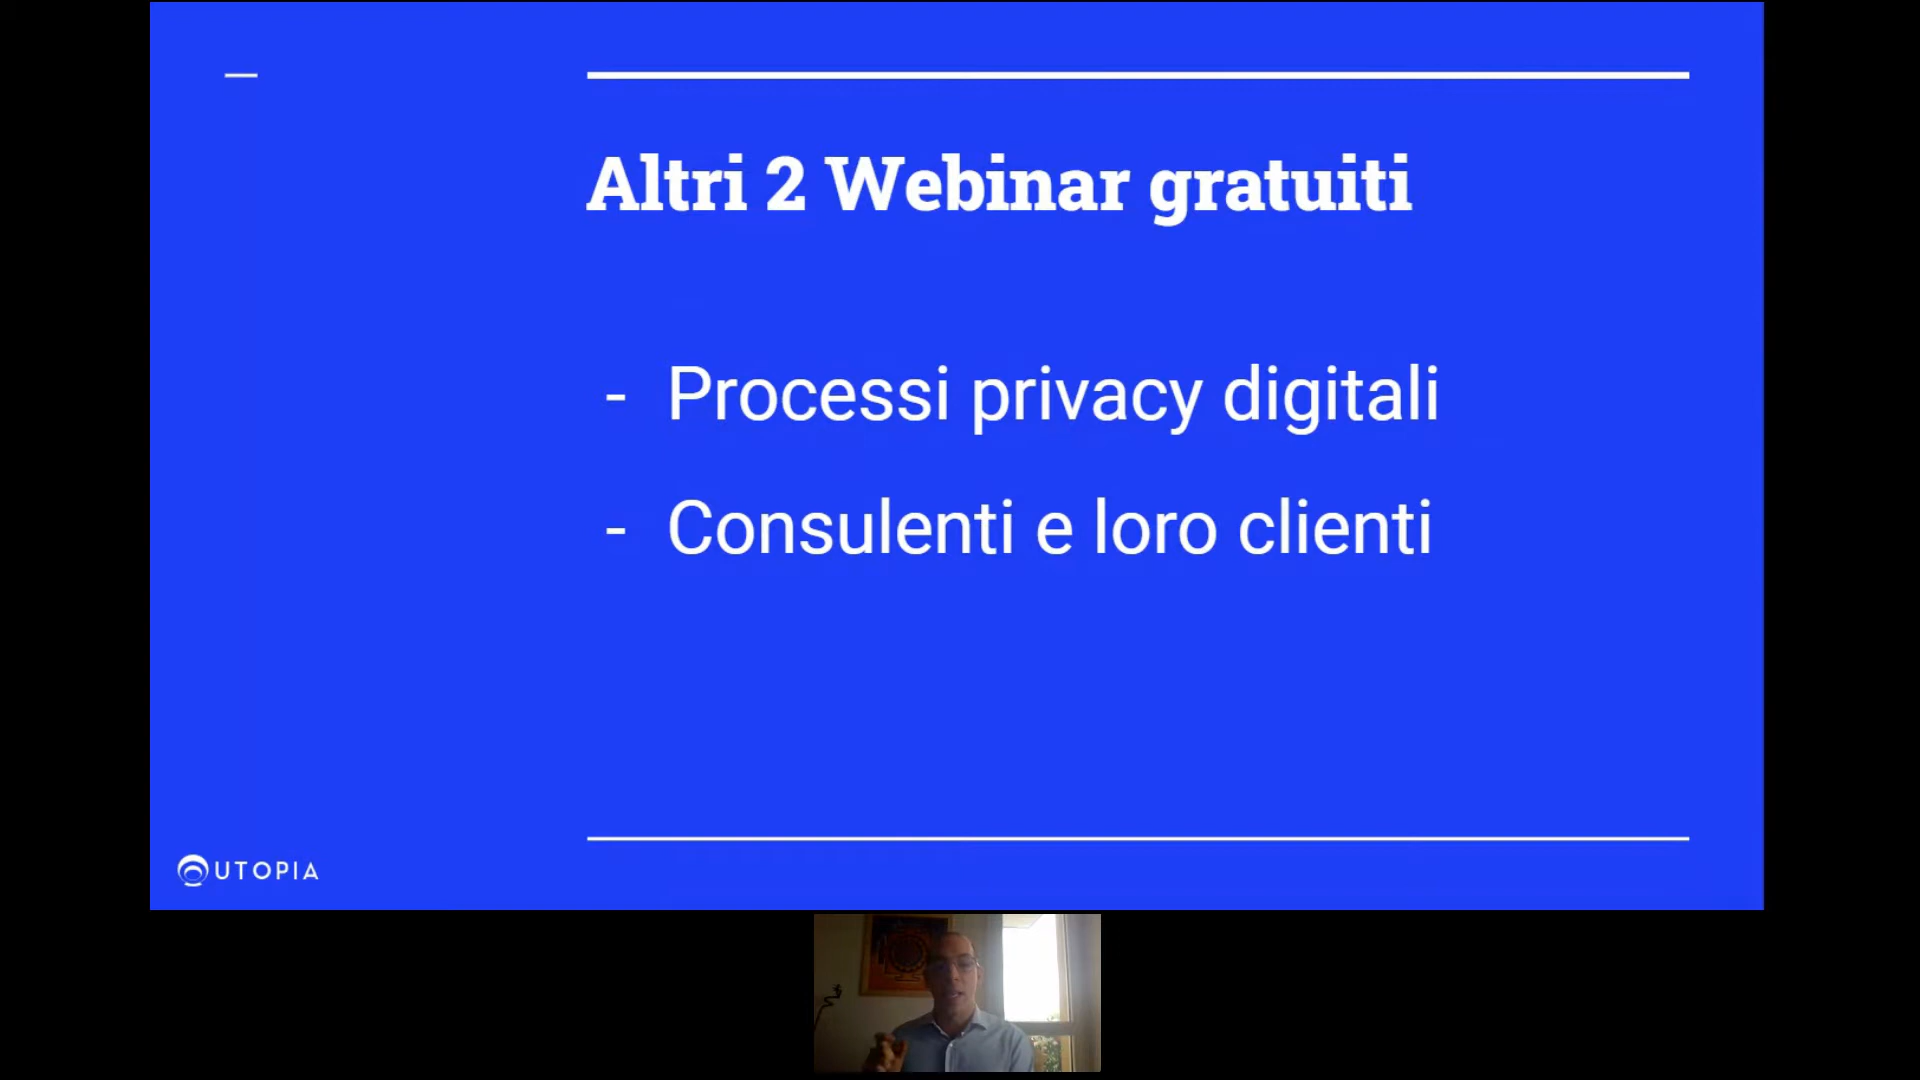 Altri 2 Webinar gratuiti
- Processi privacy digitali
- Consulenti e loro clienti
UTOPIA